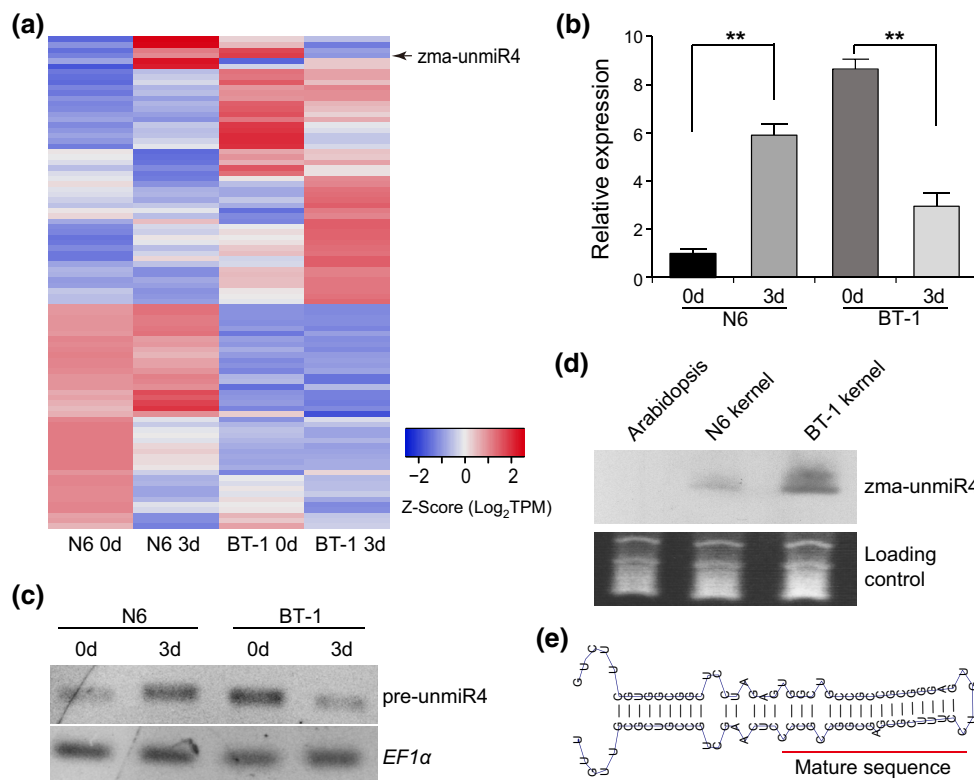 (a)
zma-unmiR4
−2 0 2
Z-Score (Log₂TPM)
N6 0d N6 3d BT-1 0d BT-1 3d
(b)
Relative expression
10
8
6
4
2
0
** **
0d 3d 0d 3d
N6 BT-1
(c)
N6 BT-1
0d 3d 0d 3d
pre-unmiR4
EF1α
(d)
Arabidopsis
N6 kernel
BT-1 kernel
zma-unmiR4
Loading
control
(e)
Mature sequence